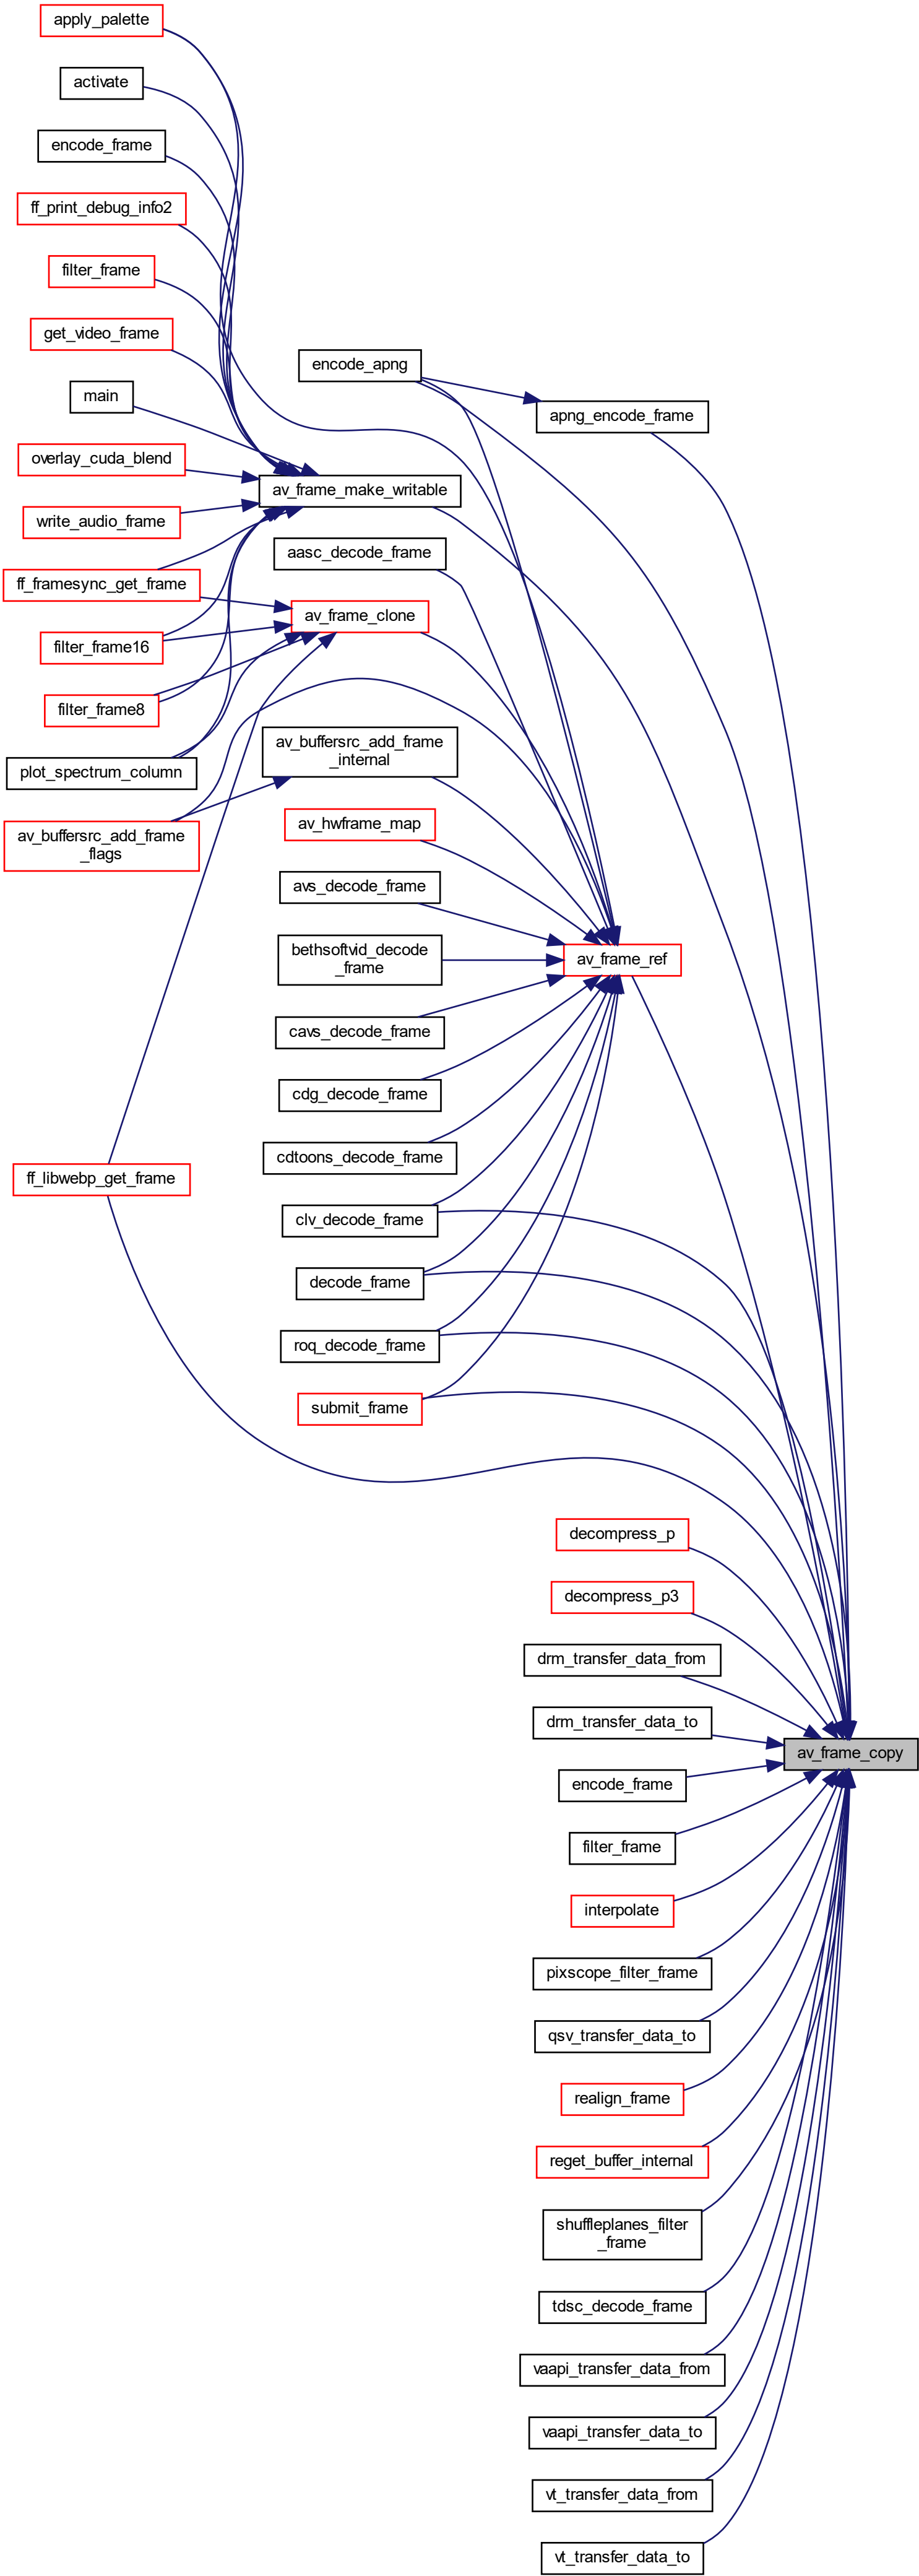 apply_palette
activate
encode_frame
ff_print_debug_info2
filter_frame
get_video_frame
main
overlay_cuda_blend
write_audio_frame
ff_framesync_get_frame
filter_frame16
filter_frame8
plot_spectrum_column
av_buffersrc_add_frame
_flags
ff_libwebp_get_frame
encode_apng
apng_encode_frame
av_frame_make_writable
aasc_decode_frame
av_frame_clone
av_buffersrc_add_frame
_internal
av_hwframe_map
avs_decode_frame
bethsoftvid_decode
_frame
av_frame_ref
cavs_decode_frame
cdg_decode_frame
cdtoons_decode_frame
clv_decode_frame
decode_frame
roq_decode_frame
submit_frame
decompress_p
decompress_p3
drm_transfer_data_from
drm_transfer_data_to
av_frame_copy
encode_frame
filter_frame
interpolate
pixscope_filter_frame
qsv_transfer_data_to
realign_frame
reget_buffer_internal
shuffleplanes_filter
_frame
tdsc_decode_frame
vaapi_transfer_data_from
vaapi_transfer_data_to
vt_transfer_data_from
vt_transfer_data_to